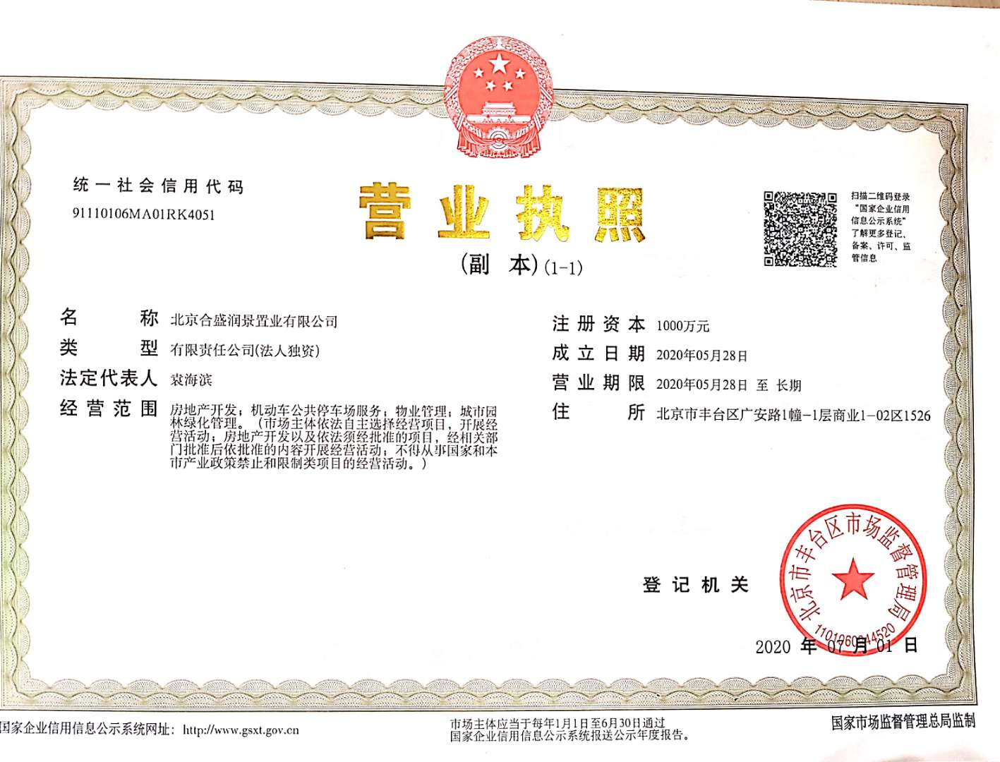 统一社会信用代码
91110106MA01RK4051
营业执照
(副 本)(1-1)
扫描二维码登录
“国家企业信用
信息公示系统”
了解更多登记、
备案、许可、监
管信息
名 称 北京合盛润景置业有限公司
类 型 有限责任公司(法人独资)
法定代表人 袁海滨
经营范围 房地产开发；机动车公共停车场服务；物业管理；城市园
林绿化管理。（市场主体依法自主选择经营项目，开展经
营活动；房地产开发以及依法须经批准的项目，经相关部
门批准后依批准的内容开展经营活动；不得从事国家和本
市产业政策禁止和限制类项目的经营活动。）
注册资本 1000万元
成立日期 2020年05月28日
营业期限 2020年05月28日 至 长期
住 所 北京市丰台区广安路1幢-1层商业1-02区1526
登记机关
北京市丰台区市场监督管理局
2020 年 07 月 01 日
国家企业信用信息公示系统网址：http://www.gsxt.gov.cn
市场主体应当于每年1月1日至6月30日通过
国家企业信用信息公示系统报送公示年度报告。
国家市场监督管理总局监制